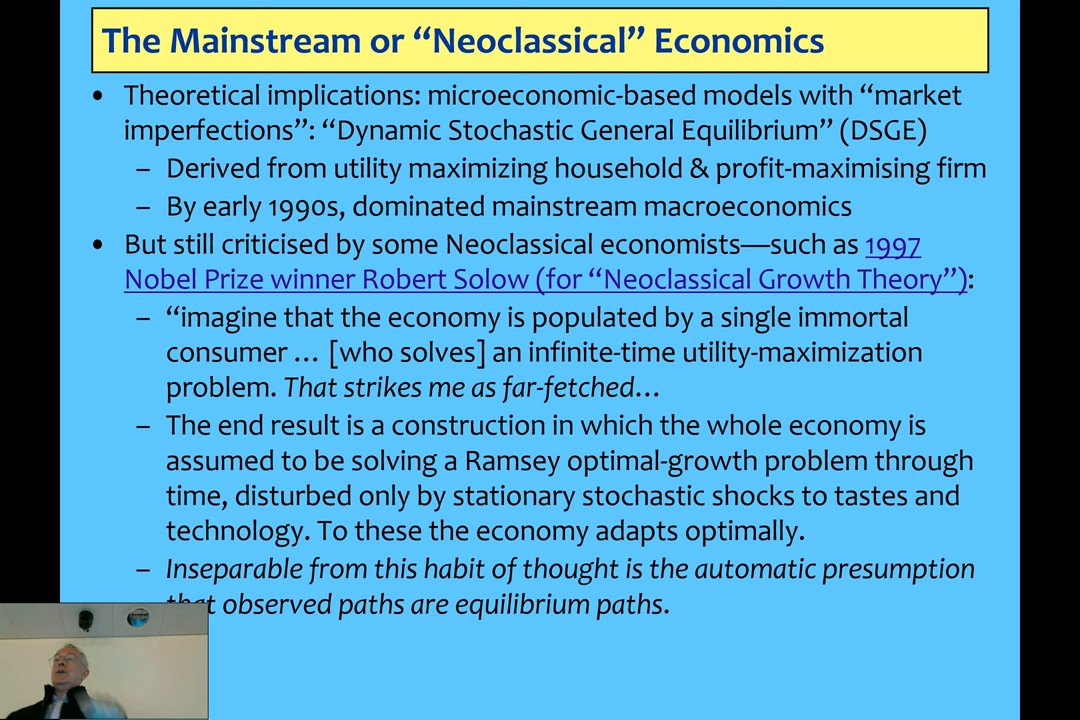 The Mainstream or “Neoclassical” Economics
• Theoretical implications: microeconomic-based models with “market
imperfections”: “Dynamic Stochastic General Equilibrium” (DSGE)
– Derived from utility maximizing household & profit-maximising firm
– By early 1990s, dominated mainstream macroeconomics
• But still criticised by some Neoclassical economists—such as 1997
Nobel Prize winner Robert Solow (for “Neoclassical Growth Theory”):
– “imagine that the economy is populated by a single immortal
consumer … [who solves] an infinite-time utility-maximization
problem. That strikes me as far-fetched…
– The end result is a construction in which the whole economy is
assumed to be solving a Ramsey optimal-growth problem through
time, disturbed only by stationary stochastic shocks to tastes and
technology. To these the economy adapts optimally.
– Inseparable from this habit of thought is the automatic presumption
that observed paths are equilibrium paths.